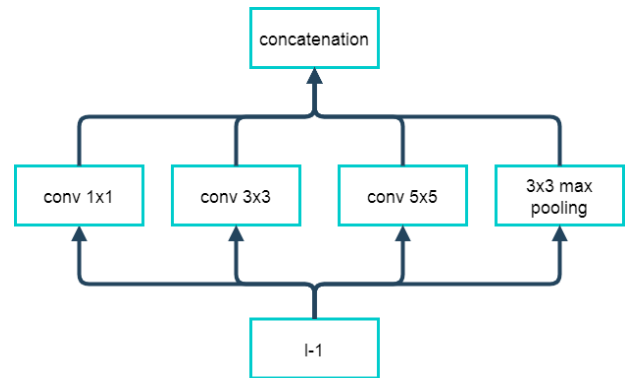 concatenation
conv 1x1
conv 3x3
conv 5x5
3x3 max
pooling
l-1